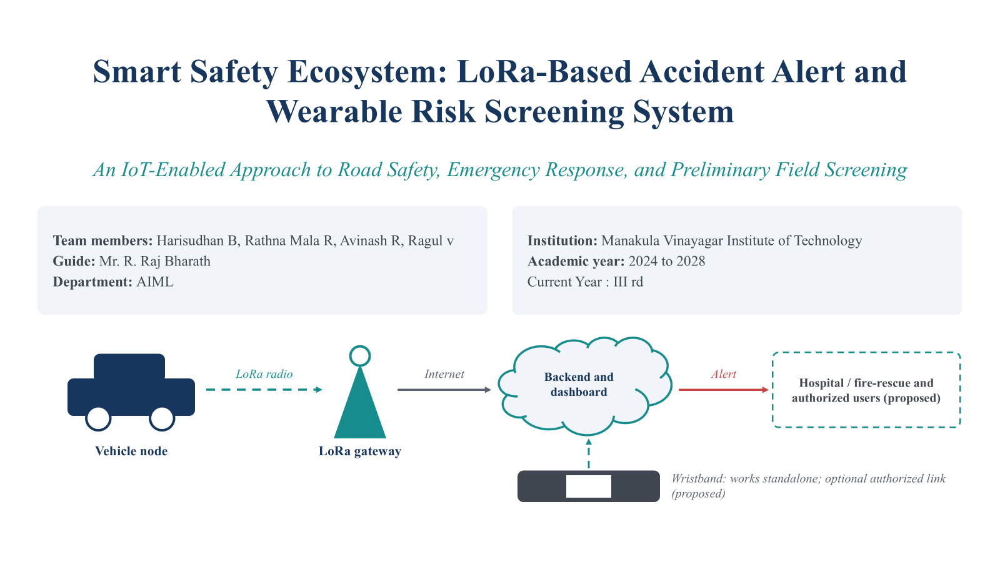 Smart Safety Ecosystem: LoRa-Based Accident Alert and
Wearable Risk Screening System
An IoT-Enabled Approach to Road Safety, Emergency Response, and Preliminary Field Screening
Team members: Harisudhan B, Rathna Mala R, Avinash R, Ragul v
Guide: Mr. R. Raj Bharath
Department: AIML
Institution: Manakula Vinayagar Institute of Technology
Academic year: 2024 to 2028
Current Year : III rd
LoRa radio
Internet
Backend and
dashboard
Alert
Hospital / fire-rescue and
authorized users (proposed)
Vehicle node
LoRa gateway
Wristband: works standalone; optional authorized link
(proposed)